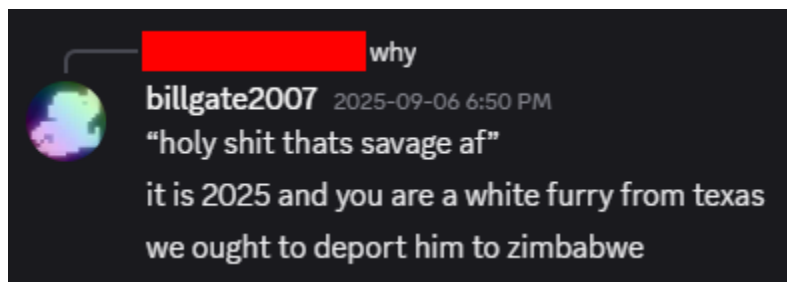 why
billgate2007 2025-09-06 6:50 PM
“holy shit thats savage af”
it is 2025 and you are a white furry from texas
we ought to deport him to zimbabwe